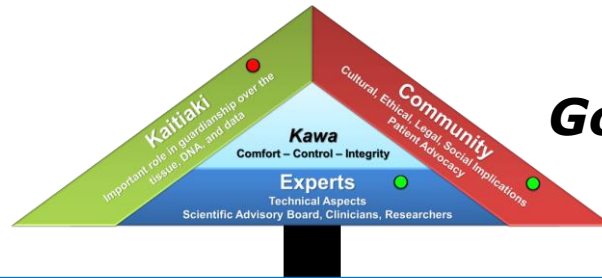 Kaitiaki
Important role in guardianship over the
tissue, DNA, and data
Community
Cultural, Ethical, Legal, Social Implications
Patient Advocacy
Kawa
Comfort – Control – Integrity
Experts
Technical Aspects
Scientific Advisory Board, Clinicians, Researchers